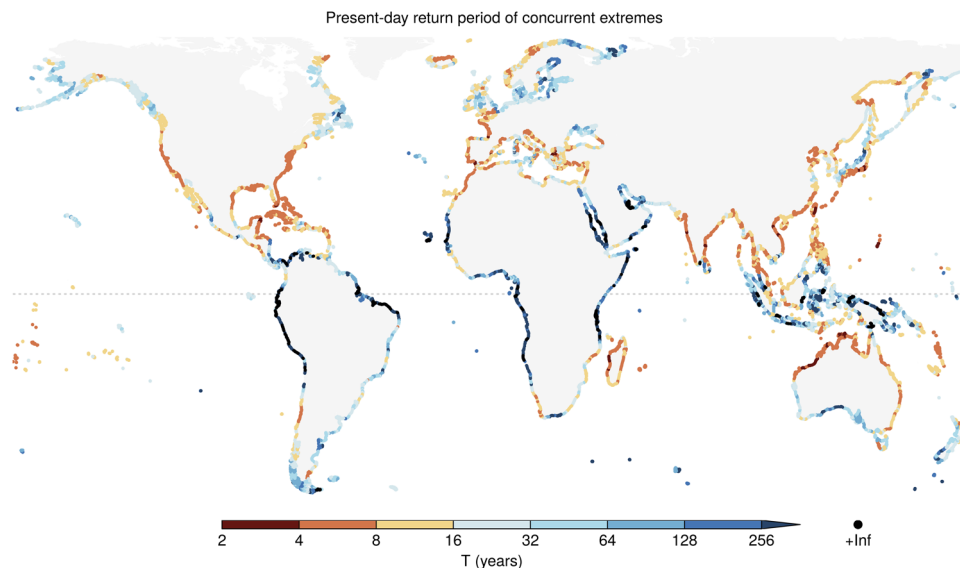 Present-day return period of concurrent extremes
2 4 8 16 32 64 128 256 +Inf
T (years)